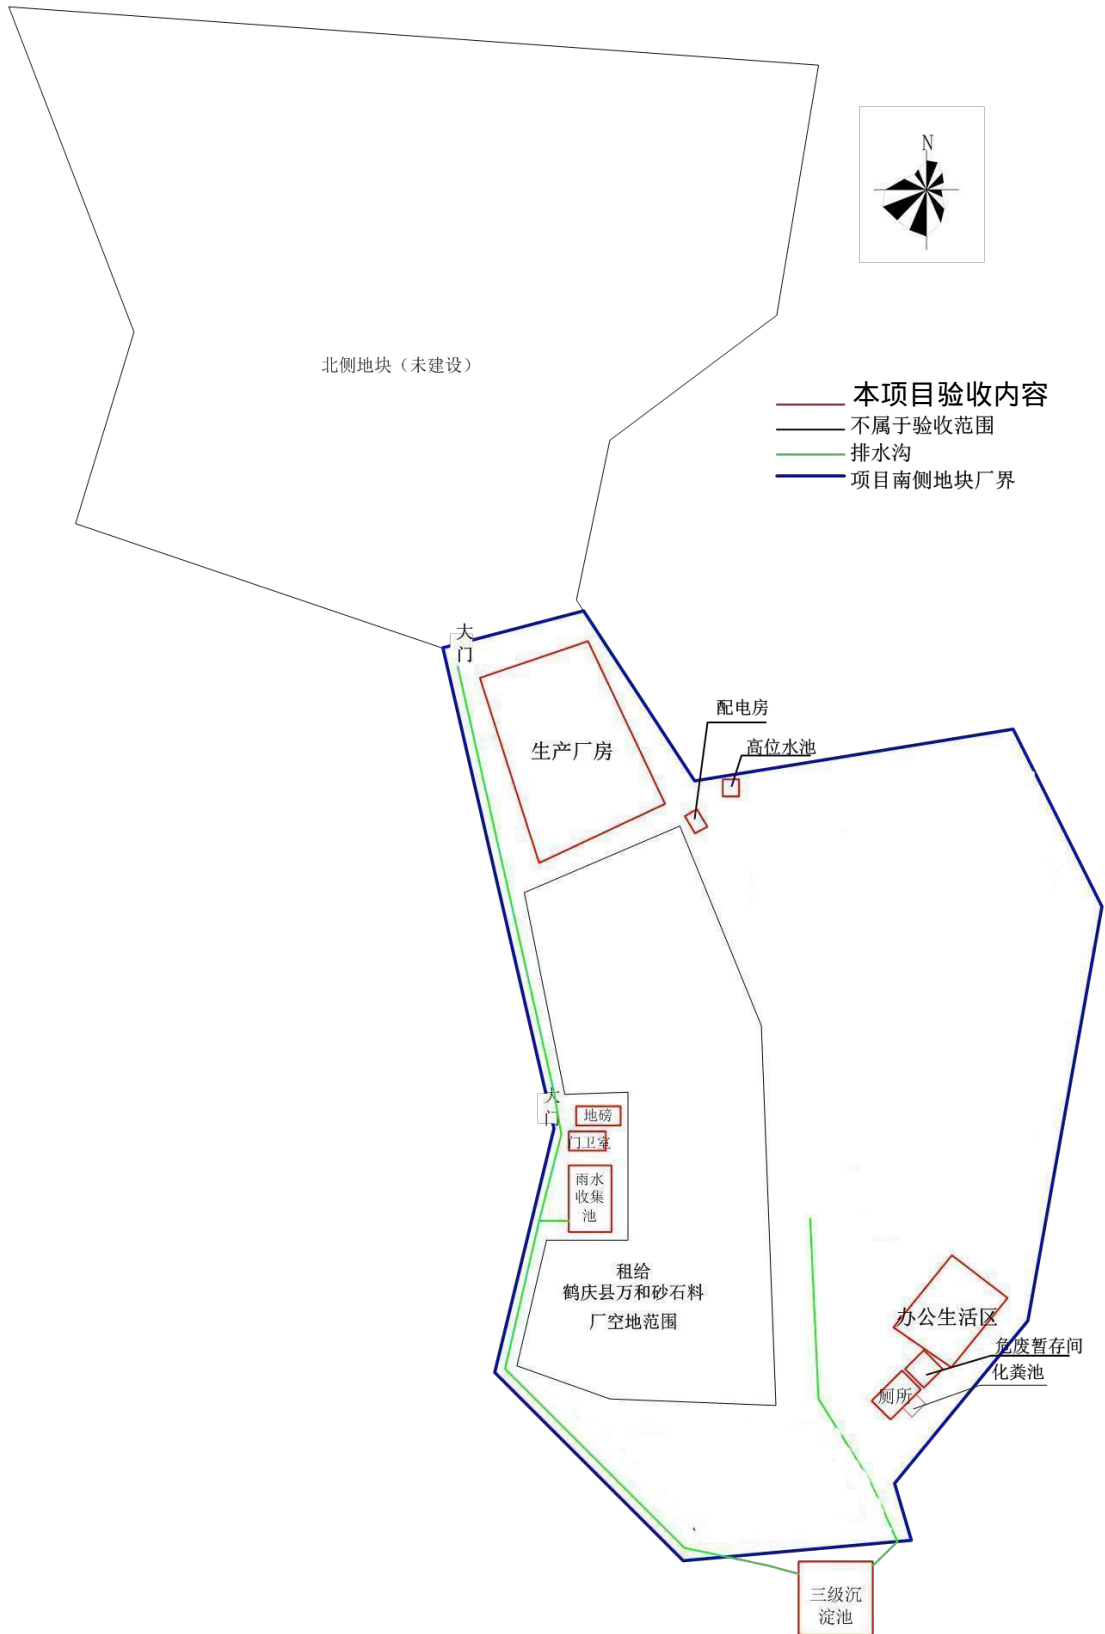 N
北侧地块（未建设）
本项目验收内容
不属于验收范围
排水沟
项目南侧地块厂界
大
门
配电房
高位水池
生产厂房
大
门
地磅
门卫室
雨水
收集
池
租给
鹤庆县万和砂石料
厂空地范围
办公生活区
危废暂存间
化粪池
厕所
三级沉
淀池